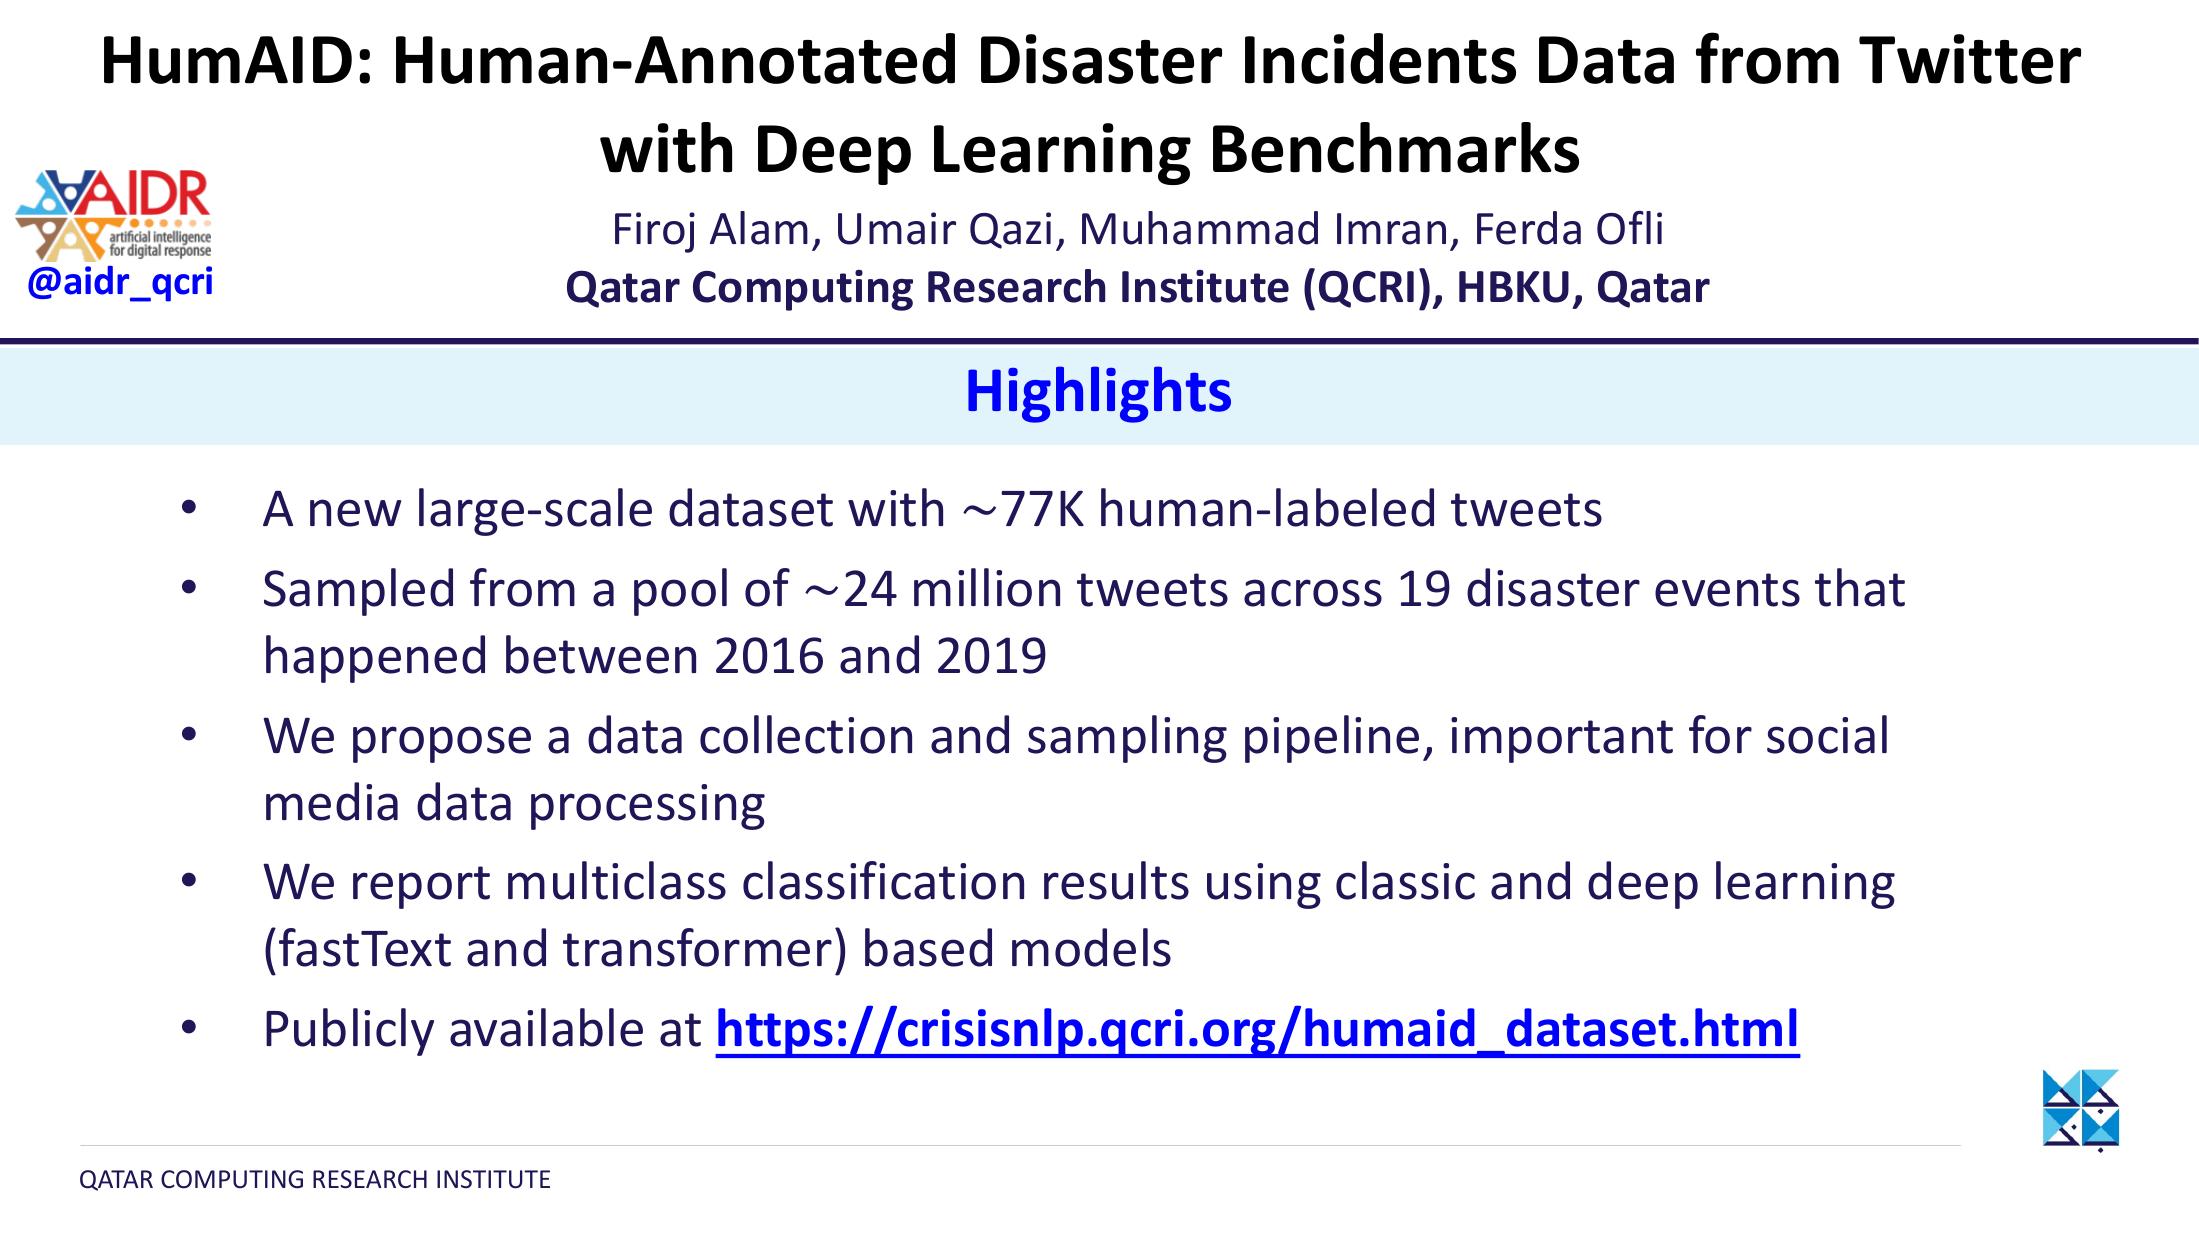 HumAID: Human-Annotated Disaster Incidents Data from Twitter
with Deep Learning Benchmarks
AIDR
artificial intelligence
for digital response
@aidr_qcri
Firoj Alam, Umair Qazi, Muhammad Imran, Ferda Ofli
Qatar Computing Research Institute (QCRI), HBKU, Qatar
Highlights
• A new large-scale dataset with ~77K human-labeled tweets
• Sampled from a pool of ~24 million tweets across 19 disaster events that
happened between 2016 and 2019
• We propose a data collection and sampling pipeline, important for social
media data processing
• We report multiclass classification results using classic and deep learning
(fastText and transformer) based models
• Publicly available at https://crisisnlp.qcri.org/humaid_dataset.html
QATAR COMPUTING RESEARCH INSTITUTE